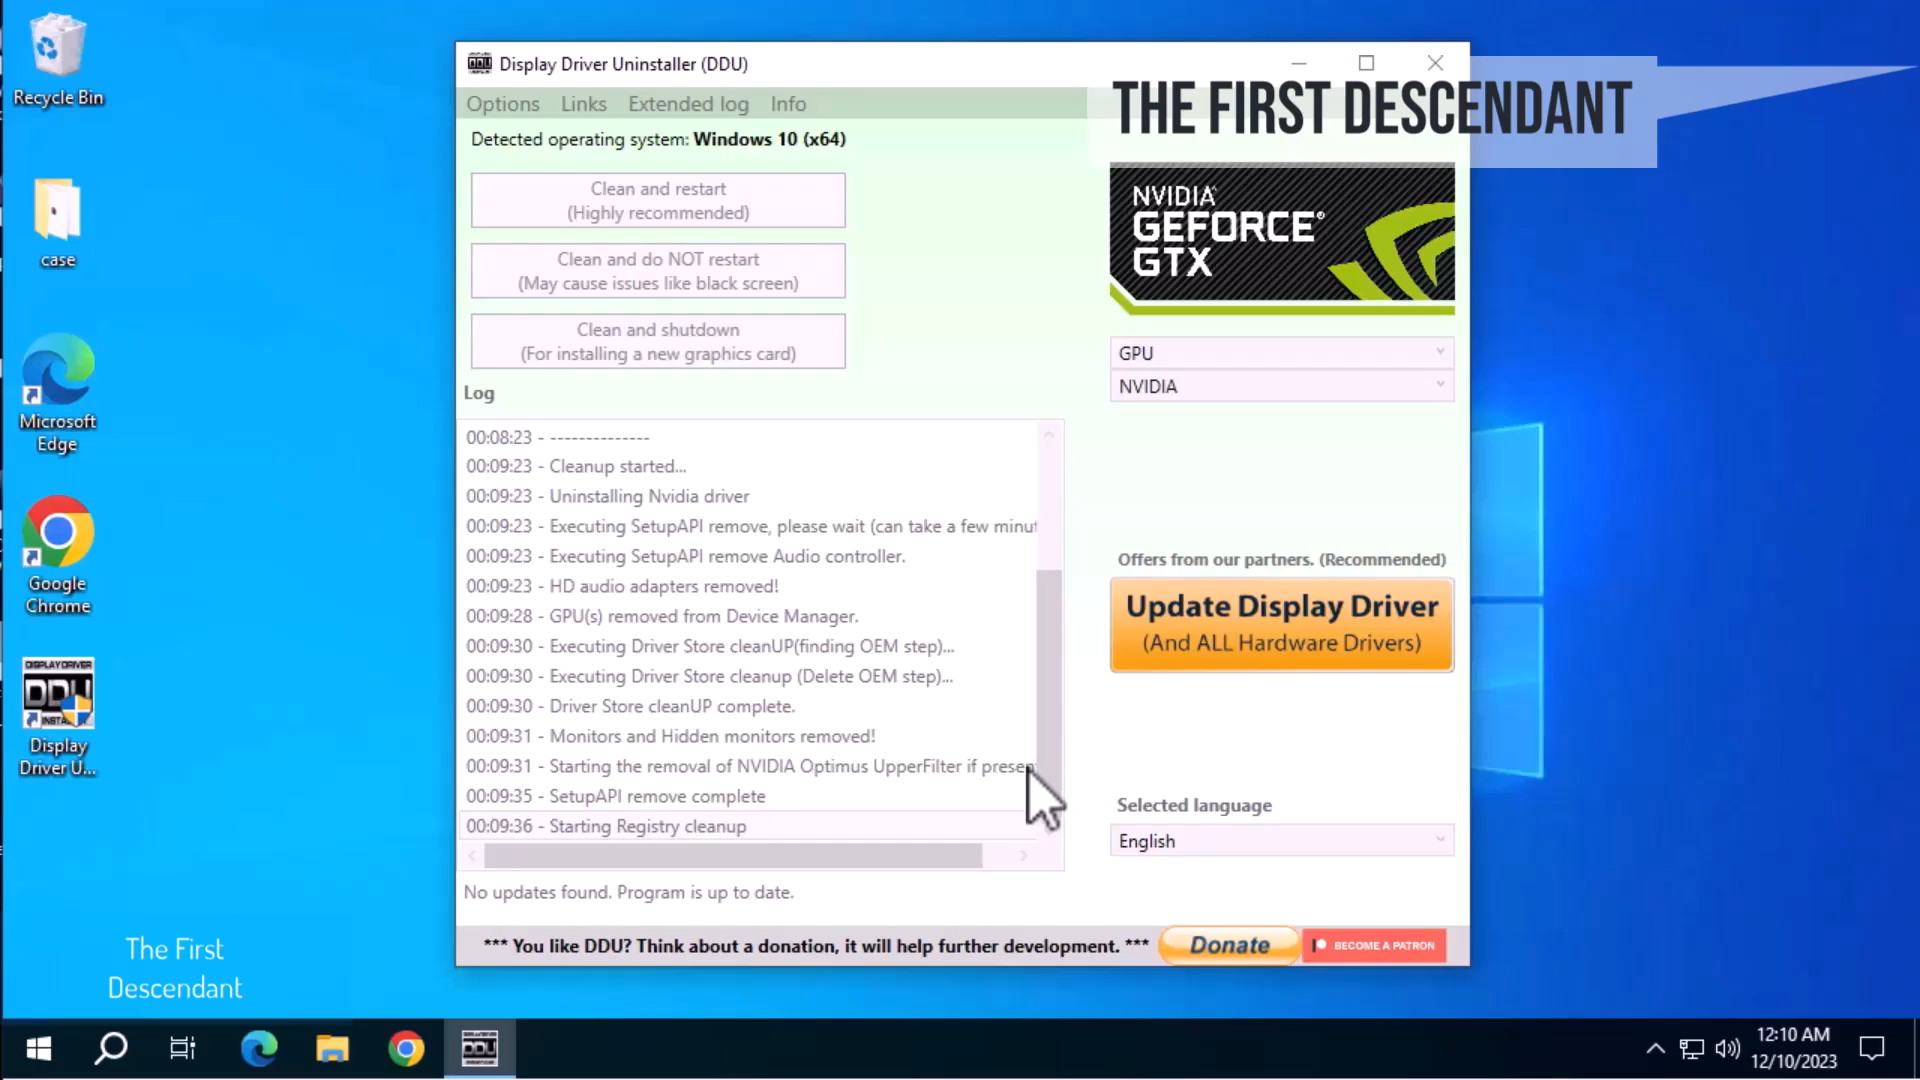 Recycle Bin
case
Microsoft
Edge
Google
Chrome
DISPLAY DRIVER
DDU
Display
Driver U...
The First
Descendant
Display Driver Uninstaller (DDU)
THE FIRST DESCENDANT
Options Links Extended log Info
Detected operating system: Windows 10 (x64)
Clean and restart
(Highly recommended)
Clean and do NOT restart
(May cause issues like black screen)
Clean and shutdown
(For installing a new graphics card)
Log
00:08:23 - --------------
00:09:23 - Cleanup started...
00:09:23 - Uninstalling Nvidia driver
00:09:23 - Executing SetupAPI remove, please wait (can take a few minut
00:09:23 - Executing SetupAPI remove Audio controller.
00:09:23 - HD audio adapters removed!
00:09:28 - GPU(s) removed from Device Manager.
00:09:30 - Executing Driver Store cleanUP(finding OEM step)...
00:09:30 - Executing Driver Store cleanup (Delete OEM step)...
00:09:30 - Driver Store cleanUP complete.
00:09:31 - Monitors and Hidden monitors removed!
00:09:31 - Starting the removal of NVIDIA Optimus UpperFilter if presen
00:09:35 - SetupAPI remove complete
00:09:36 - Starting Registry cleanup
No updates found. Program is up to date.
NVIDIA
GEFORCE®
GTX
GPU
NVIDIA
Offers from our partners. (Recommended)
Update Display Driver
(And ALL Hardware Drivers)
Selected language
English
*** You like DDU? Think about a donation, it will help further development. ***
Donate
BECOME A PATRON
DDU
12:10 AM
12/10/2023